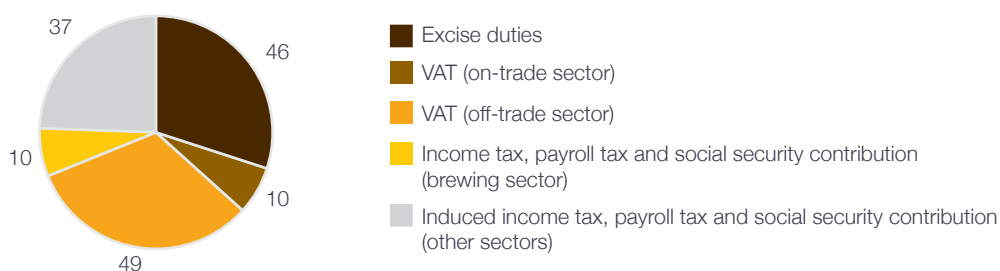 37
46
10
10
49
Excise duties
VAT (on-trade sector)
VAT (off-trade sector)
Income tax, payroll tax and social security contribution
(brewing sector)
Induced income tax, payroll tax and social security contribution
(other sectors)